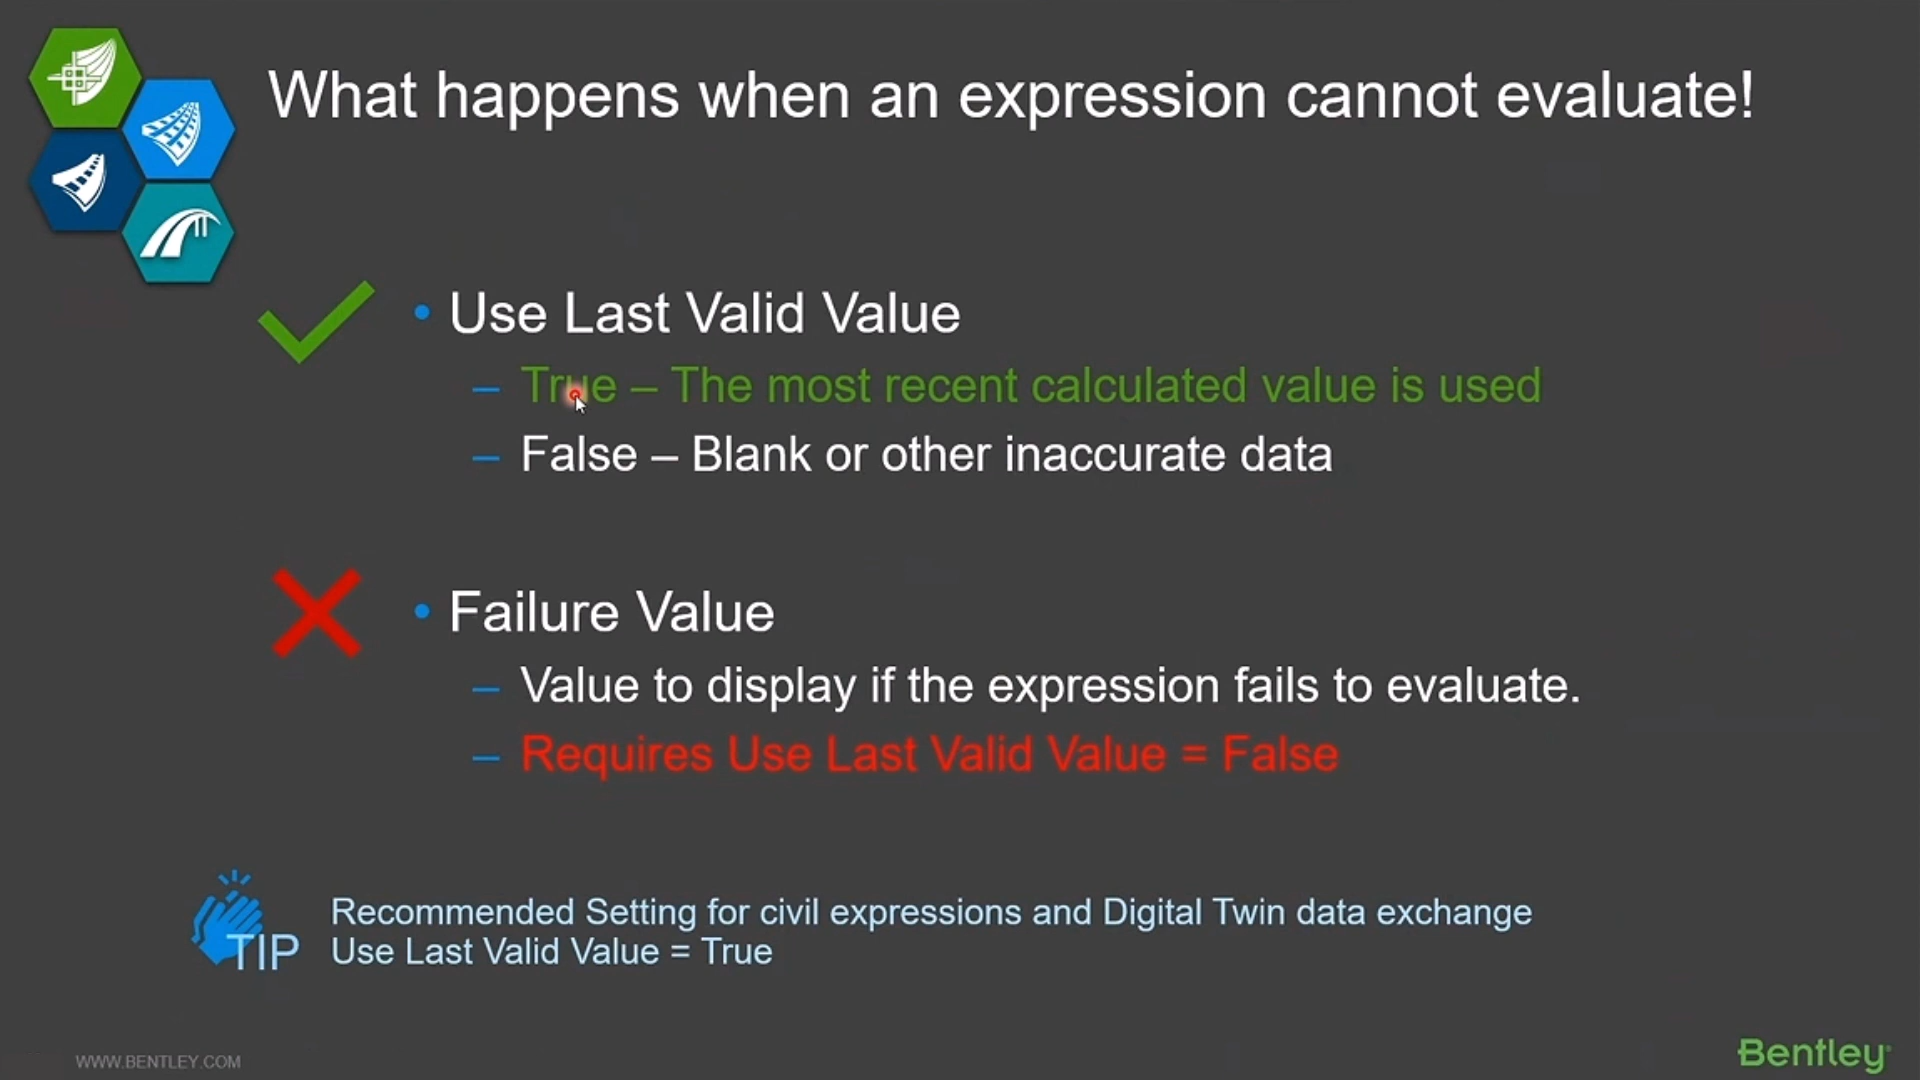 What happens when an expression cannot evaluate!
• Use Last Valid Value
– True – The most recent calculated value is used
– False – Blank or other inaccurate data
• Failure Value
– Value to display if the expression fails to evaluate.
– Requires Use Last Valid Value = False
TIP
Recommended Setting for civil expressions and Digital Twin data exchange
Use Last Valid Value = True
WWW.BENTLEY.COM
Bentley